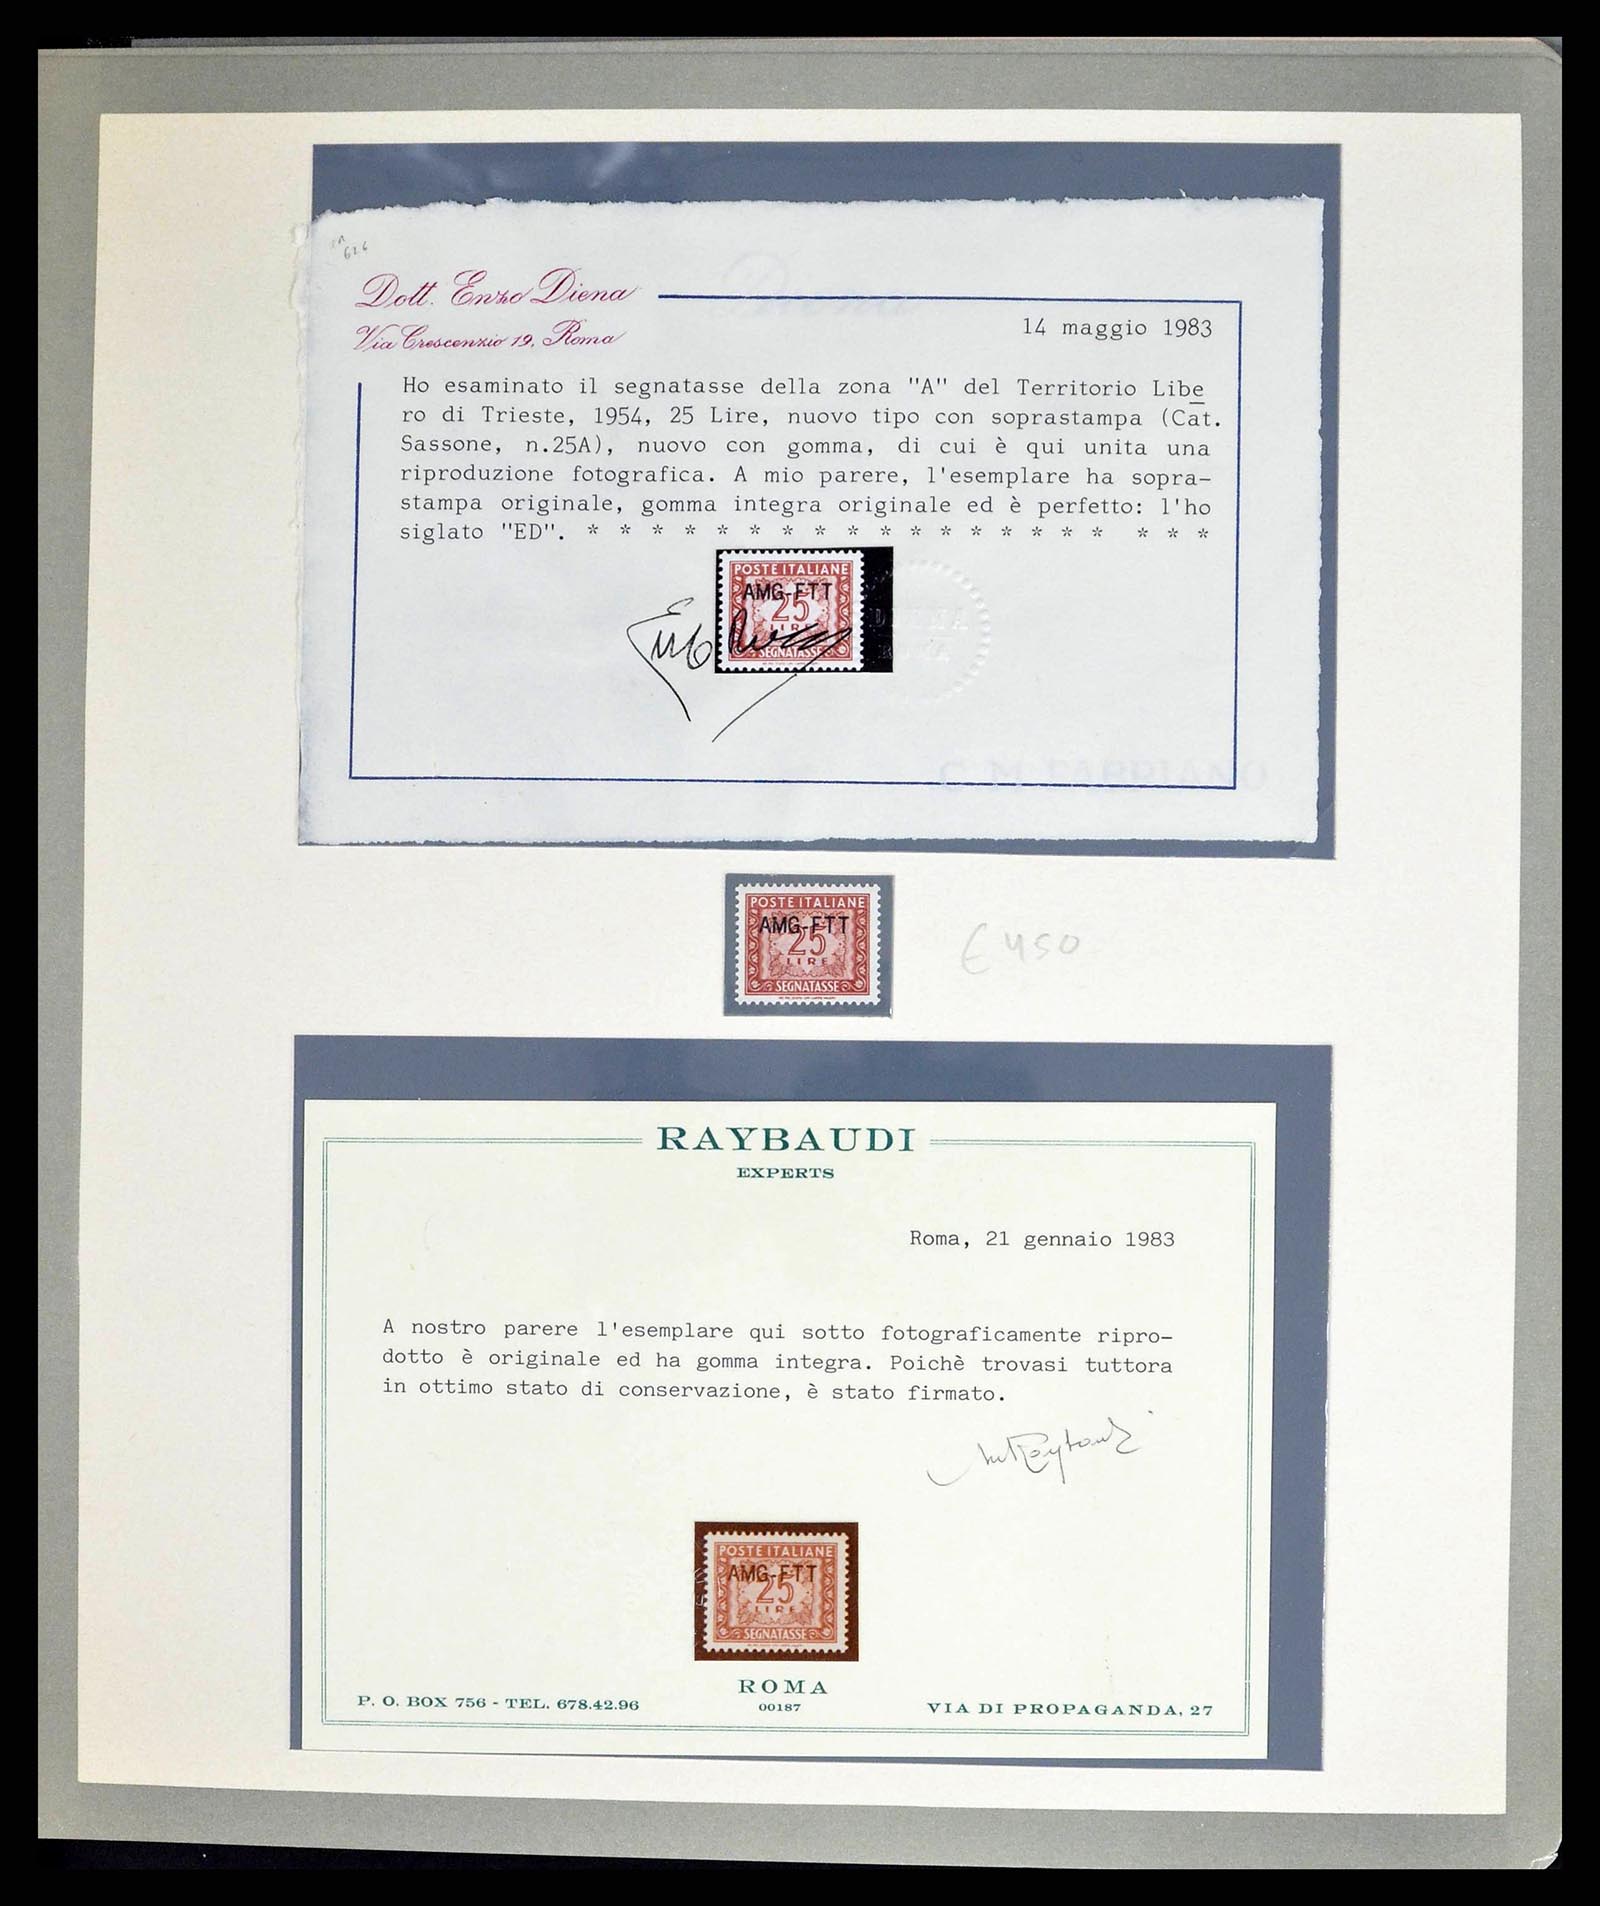 626
Dott. Enzo Diena
Via Crescenzio 19, Roma
14 maggio 1983
Ho esaminato il segnatasse della zona "A" del Territorio Libe
ro di Trieste, 1954, 25 Lire, nuovo tipo con soprastampa (Cat.
Sassone, n.25A), nuovo con gomma, di cui è qui unita una
riproduzione fotografica. A mio parere, l'esemplare ha sopra-
stampa originale, gomma integra originale ed è perfetto: l'ho
siglato "ED". * * * * * * * * * * * * * * * * * * * *
POSTE ITALIANE
AMG-FTT
25
LIRE
SEGNATASSE
DIENA
ROMA
C M FABRIANO
POSTE ITALIANE
AMG-FTT
25
LIRE
SEGNATASSE
€ 450
RAYBAUDI
EXPERTS
Roma, 21 gennaio 1983
A nostro parere l'esemplare qui sotto fotograficamente ripro-
dotto è originale ed ha gomma integra. Poichè trovasi tuttora
in ottimo stato di conservazione, è stato firmato.
POSTE ITALIANE
AMG-FTT
25
LIRE
SEGNATASSE
ROMA
00187
P. O. BOX 756 - TEL. 678.42.96
VIA DI PROPAGANDA, 27